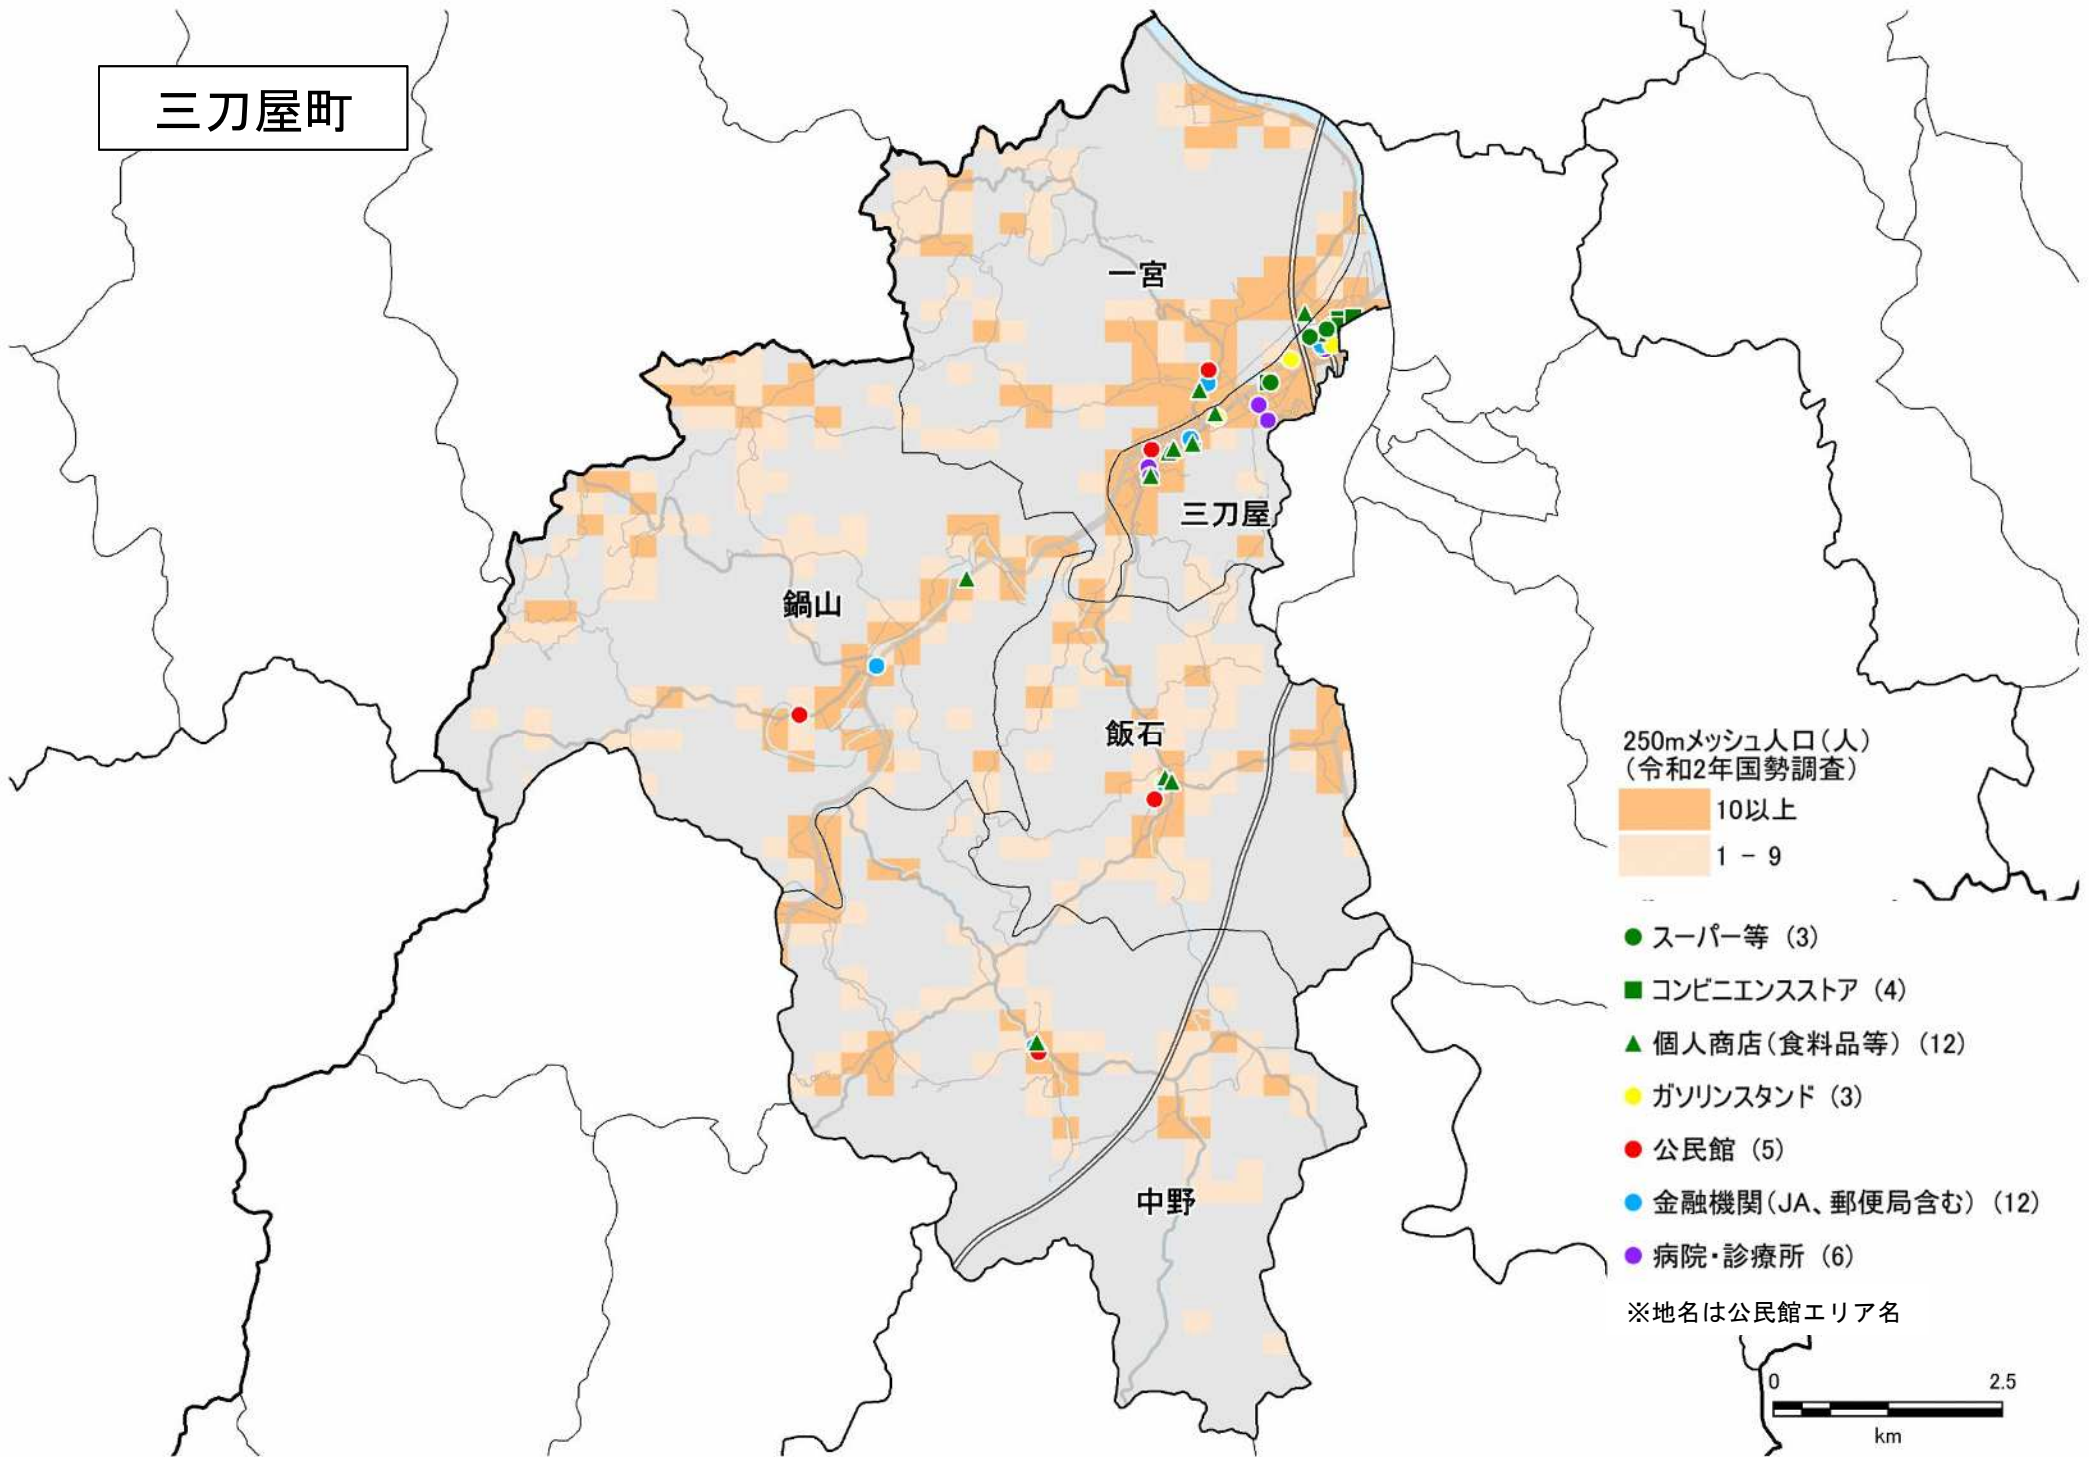 三刀屋町
一宮
三刀屋
鍋山
飯石
中野
250mメッシュ人口(人)
(令和2年国勢調査)
10以上
1 - 9
スーパー等 (3)
コンビニエンスストア (4)
個人商店(食料品等) (12)
ガソリンスタンド (3)
公民館 (5)
金融機関(JA、郵便局含む) (12)
病院・診療所 (6)
※地名は公民館エリア名
0 2.5
km